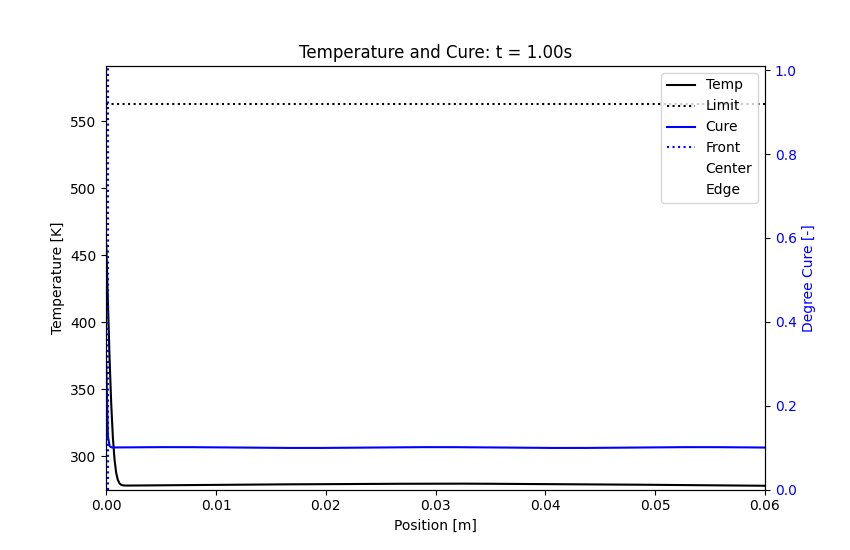 Temperature and Cure: t = 1.00s
Temp
Limit
Cure
Front
Center
Edge
Temperature [K]
550
500
450
400
350
300
1.0
0.8
0.6
0.4
0.2
0.0
Degree Cure [-]
0.00
0.01
0.02
0.03
0.04
0.05
0.06
Position [m]